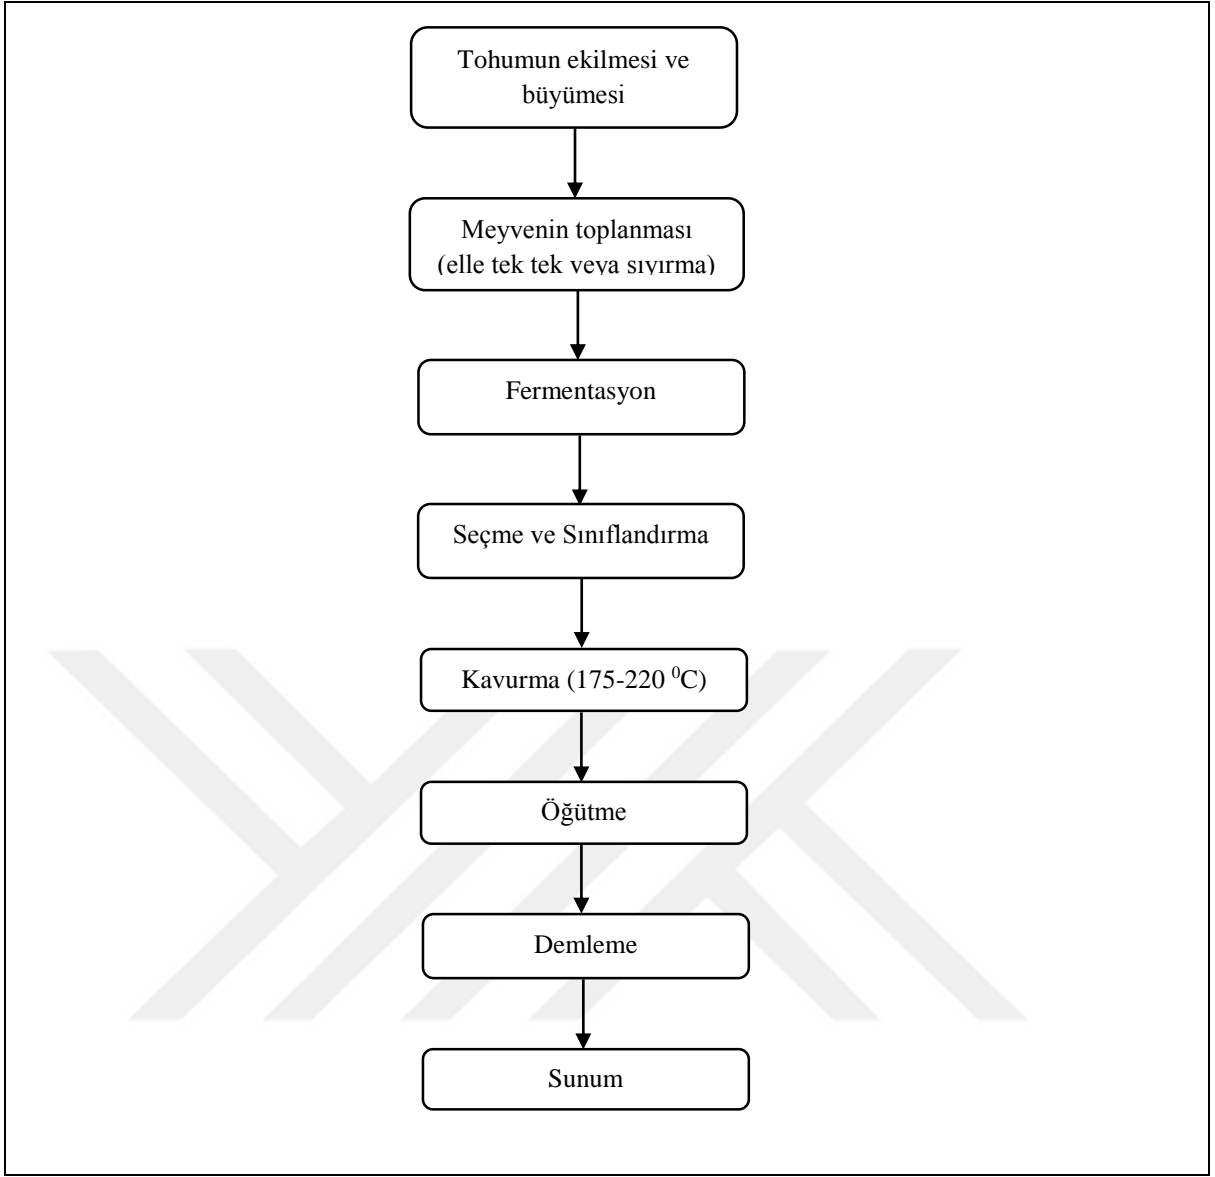 Tohumun ekilmesi ve
büyümesi
Meyvenin toplanması
(elle tek tek veya sıyırma)
Fermentasyon
Seçme ve Sınıflandırma
Kavurma (175-220 ⁰C)
Öğütme
Demleme
Sunum